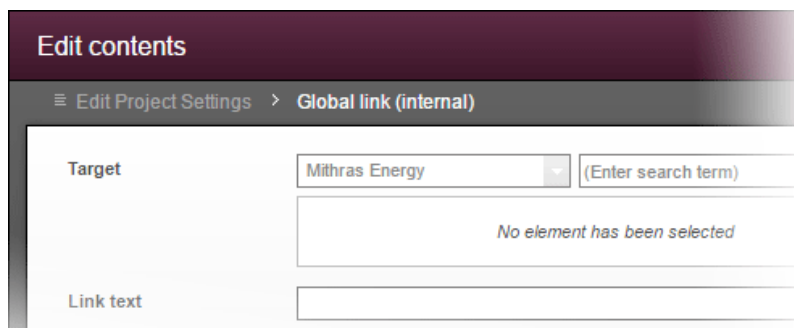 Edit contents
Edit Project Settings > Global link (internal)
Target Mithras Energy (Enter search term)
No element has been selected
Link text